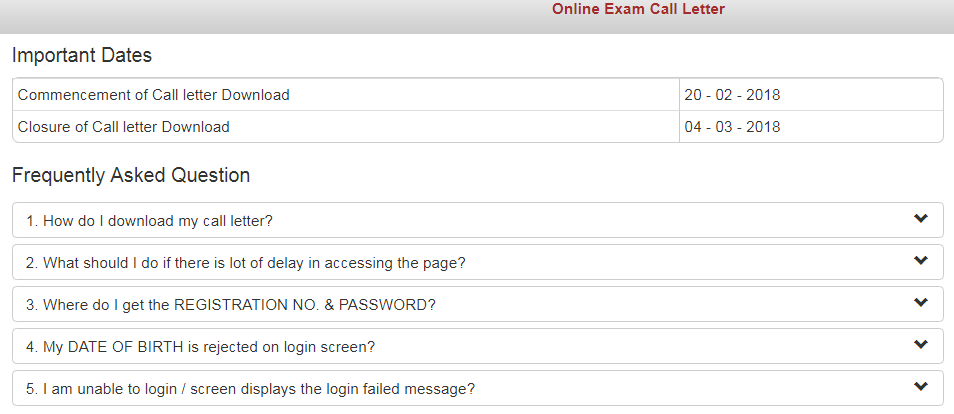 Online Exam Call Letter
Important Dates
Commencement of Call letter Download 20 - 02 - 2018
Closure of Call letter Download 04 - 03 - 2018
Frequently Asked Question
1. How do I download my call letter?
2. What should I do if there is lot of delay in accessing the page?
3. Where do I get the REGISTRATION NO. & PASSWORD?
4. My DATE OF BIRTH is rejected on login screen?
5. I am unable to login / screen displays the login failed message?